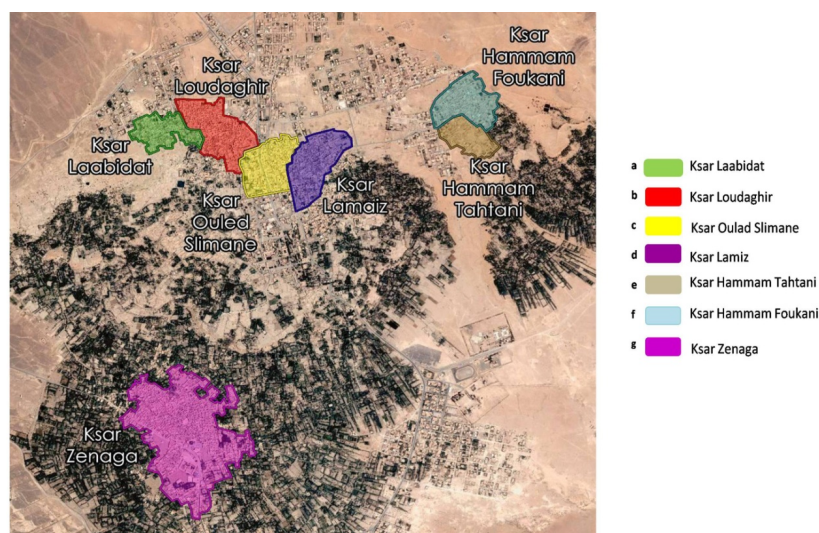 Ksar
Hammam
Foukani
Ksar
Loudaghir
Ksar
Laabidat
Ksar
Ouled
Slimane
Ksar
Lamaiz
Ksar
Hammam
Tahtani
Ksar
Zenaga
a Ksar Laabidat
b Ksar Loudaghir
c Ksar Oulad Slimane
d Ksar Lamiz
e Ksar Hammam Tahtani
f Ksar Hammam Foukani
g Ksar Zenaga